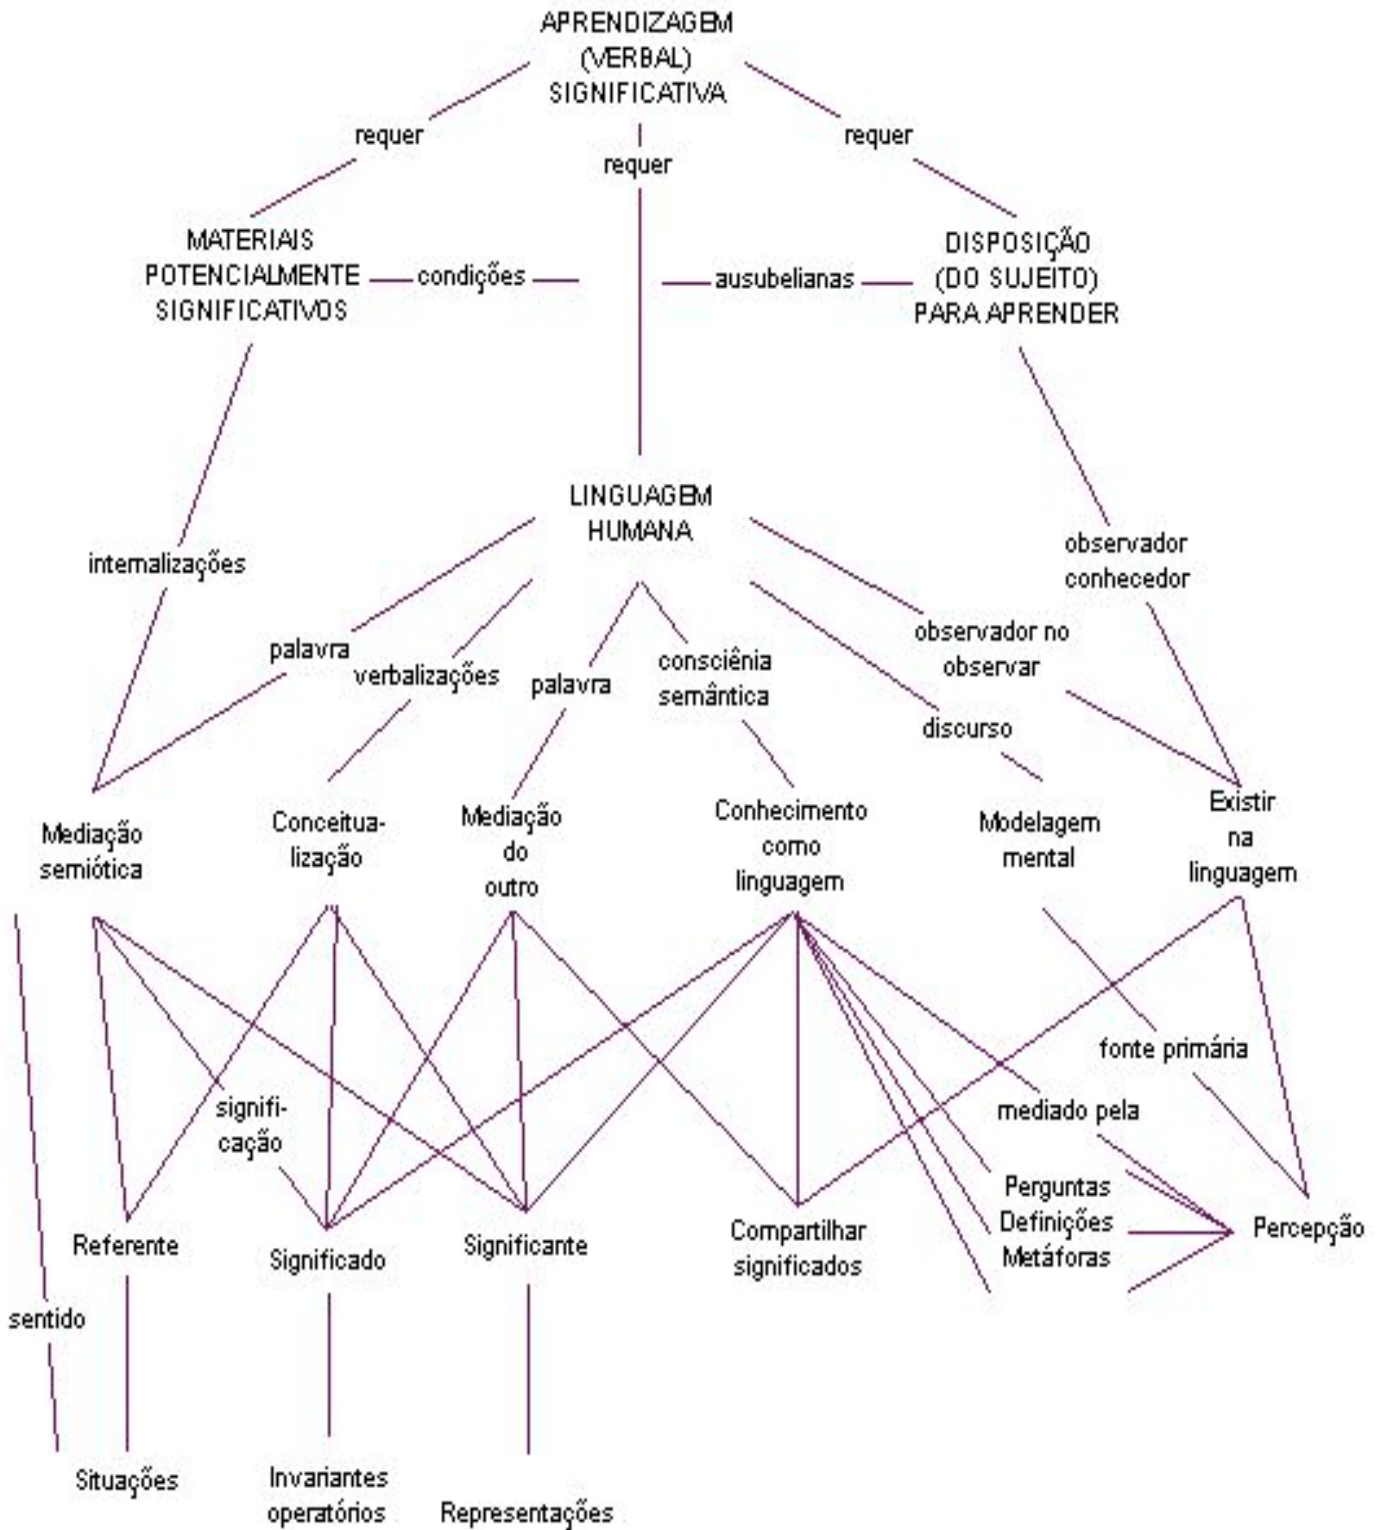 APRENDIZAGEM
(VERBAL)
SIGNIFICATIVA
requer
requer
requer
MATERIAIS
POTENCIALMENTE
SIGNIFICATIVOS
condições
ausubelianas
DISPOSIÇÃO
(DO SUJEITO)
PARA APRENDER
LINGUAGEM
HUMANA
internalizações
observador
conhecedor
palavra
verbalizações
palavra
consciênia
semântica
observador no
observar
discurso
Mediação
semiótica
Conceitua-
lização
Mediação
do
outro
Conhecimento
como
linguagem
Modelagem
mental
Existir
na
linguagem
signifi-
cação
fonte primária
mediado pela
Referente
Significado
Significante
Compartilhar
significados
Perguntas
Definições
Metáforas
Percepção
sentido
Situações
Invariantes
operatórios
Representações